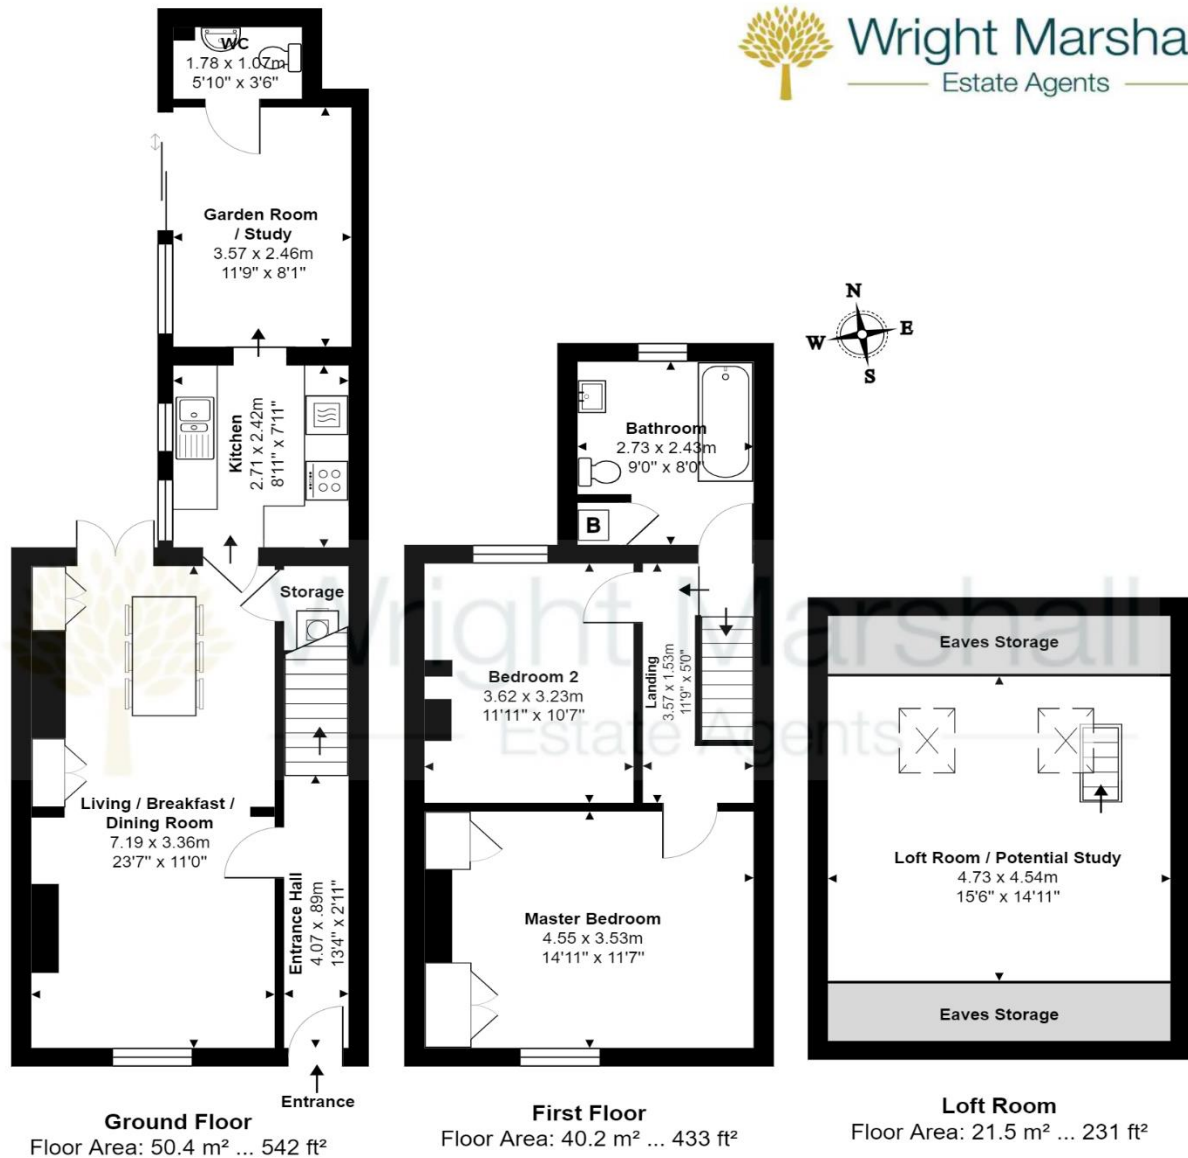 Wright Marsha
Estate Agents
WC
1.78 x 1.07m
5'10" x 3'6"
Garden Room
/ Study
3.57 x 2.46m
11'9" x 8'1"
Kitchen
2.71 x 2.42m
8'11" x 7'11"
Storage
Living / Breakfast /
Dining Room
7.19 x 3.36m
23'7" x 11'0"
Entrance Hall
4.07 x .89m
13'4" x 2'11"
Entrance
Ground Floor
Floor Area: 50.4 m² ... 542 ft²
N
W
E
S
Bathroom
2.73 x 2.43m
9'0" x 8'0"
B
Bedroom 2
3.62 x 3.23m
11'11" x 10'7"
Landing
3.57 x 1.53m
11'9" x 5'0"
Master Bedroom
4.55 x 3.53m
14'11" x 11'7"
First Floor
Floor Area: 40.2 m² ... 433 ft²
Eaves Storage
Loft Room / Potential Study
4.73 x 4.54m
15'6" x 14'11"
Eaves Storage
Loft Room
Floor Area: 21.5 m² ... 231 ft²
Wright Marshall
Estate Agents